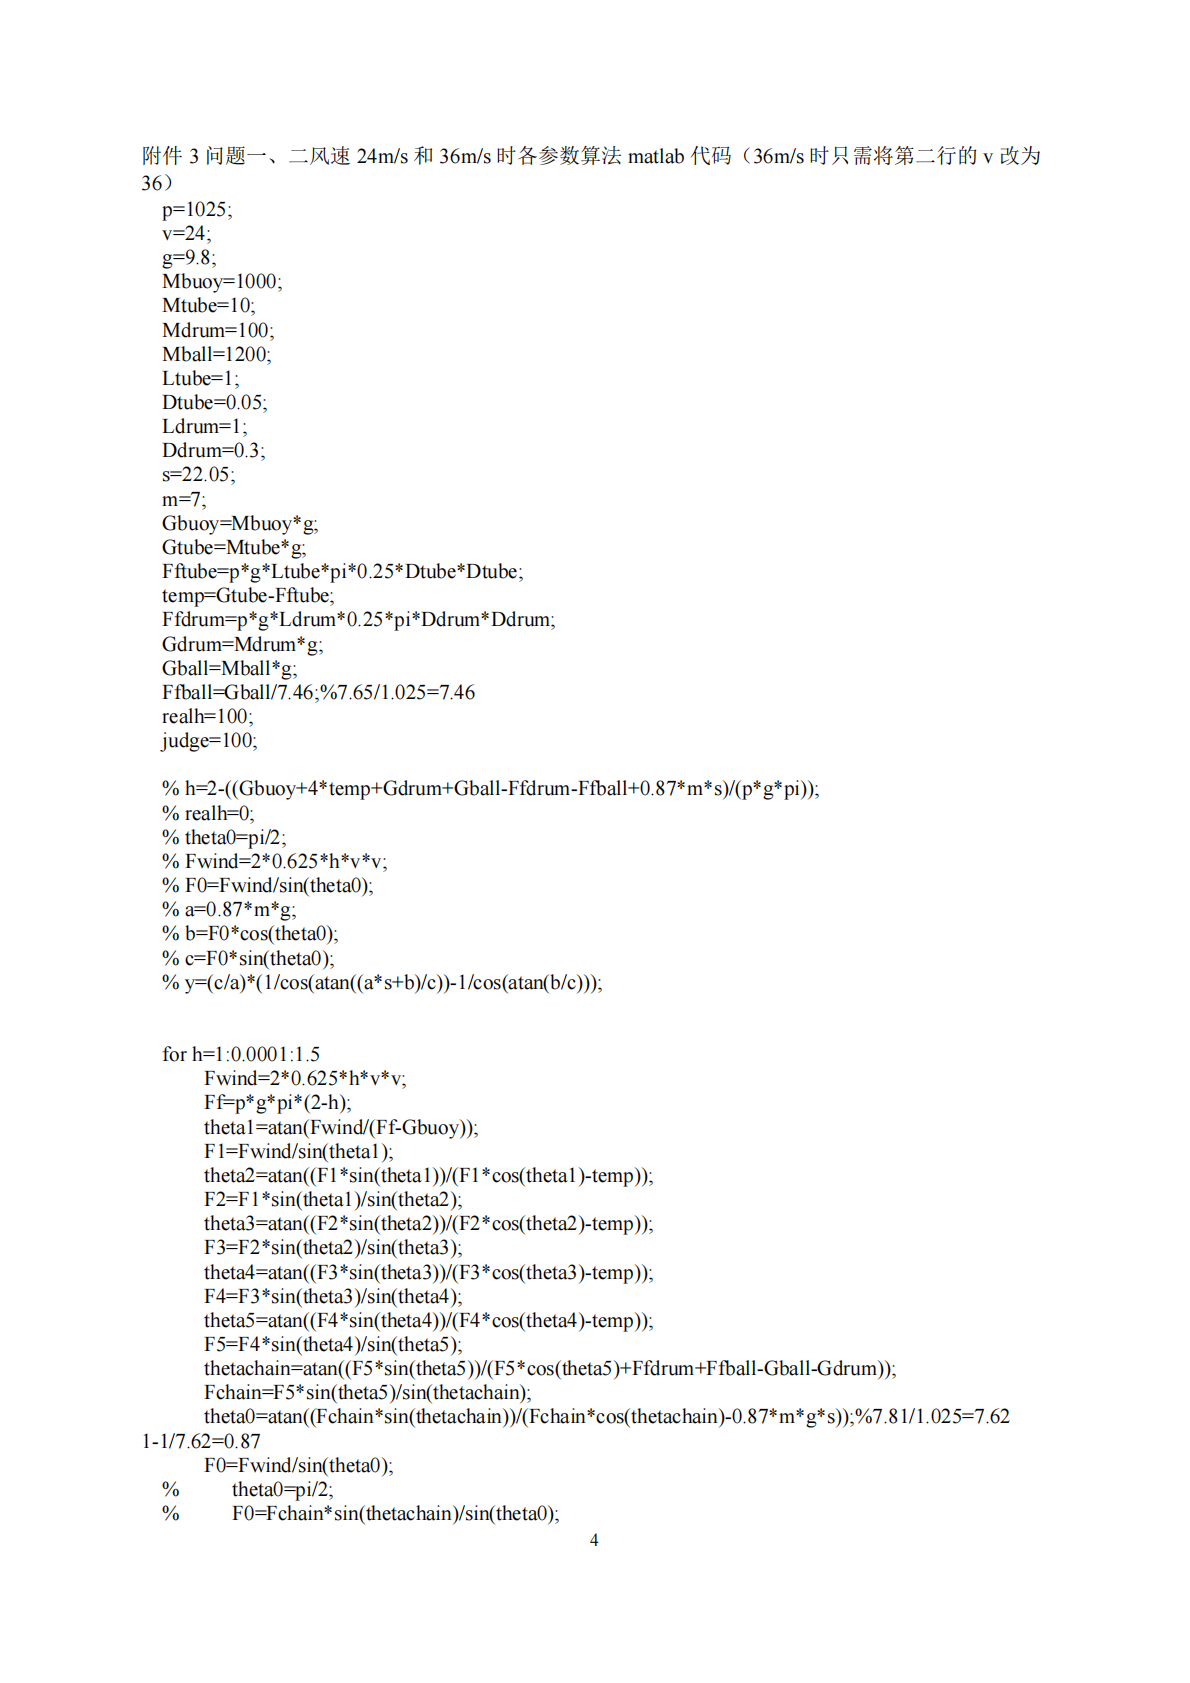 附件 3 问题一、二风速 24m/s 和 36m/s 时各参数算法 matlab 代码（36m/s 时只需将第二行的 v 改为
36）
p=1025;
v=24;
g=9.8;
Mbuoy=1000;
Mtube=10;
Mdrum=100;
Mball=1200;
Ltube=1;
Dtube=0.05;
Ldrum=1;
Ddrum=0.3;
s=22.05;
m=7;
Gbuoy=Mbuoy*g;
Gtube=Mtube*g;
Fftube=p*g*Ltube*pi*0.25*Dtube*Dtube;
temp=Gtube-Fftube;
Ffdrum=p*g*Ldrum*0.25*pi*Ddrum*Ddrum;
Gdrum=Mdrum*g;
Gball=Mball*g;
Ffball=Gball/7.46;%7.65/1.025=7.46
realh=100;
judge=100;
% h=2-((Gbuoy+4*temp+Gdrum+Gball-Ffdrum-Ffball+0.87*m*s)/(p*g*pi));
% realh=0;
% theta0=pi/2;
% Fwind=2*0.625*h*v*v;
% F0=Fwind/sin(theta0);
% a=0.87*m*g;
% b=F0*cos(theta0);
% c=F0*sin(theta0);
% y=(c/a)*(1/cos(atan((a*s+b)/c))-1/cos(atan(b/c)));
for h=1:0.0001:1.5
Fwind=2*0.625*h*v*v;
Ff=p*g*pi*(2-h);
theta1=atan(Fwind/(Ff-Gbuoy));
F1=Fwind/sin(theta1);
theta2=atan((F1*sin(theta1))/(F1*cos(theta1)-temp));
F2=F1*sin(theta1)/sin(theta2);
theta3=atan((F2*sin(theta2))/(F2*cos(theta2)-temp));
F3=F2*sin(theta2)/sin(theta3);
theta4=atan((F3*sin(theta3))/(F3*cos(theta3)-temp));
F4=F3*sin(theta3)/sin(theta4);
theta5=atan((F4*sin(theta4))/(F4*cos(theta4)-temp));
F5=F4*sin(theta4)/sin(theta5);
thetachain=atan((F5*sin(theta5))/(F5*cos(theta5)+Ffdrum+Ffball-Gball-Gdrum));
Fchain=F5*sin(theta5)/sin(thetachain);
theta0=atan((Fchain*sin(thetachain))/(Fchain*cos(thetachain)-0.87*m*g*s));%7.81/1.025=7.62
1-1/7.62=0.87
F0=Fwind/sin(theta0);
% theta0=pi/2;
% F0=Fchain*sin(thetachain)/sin(theta0);
4